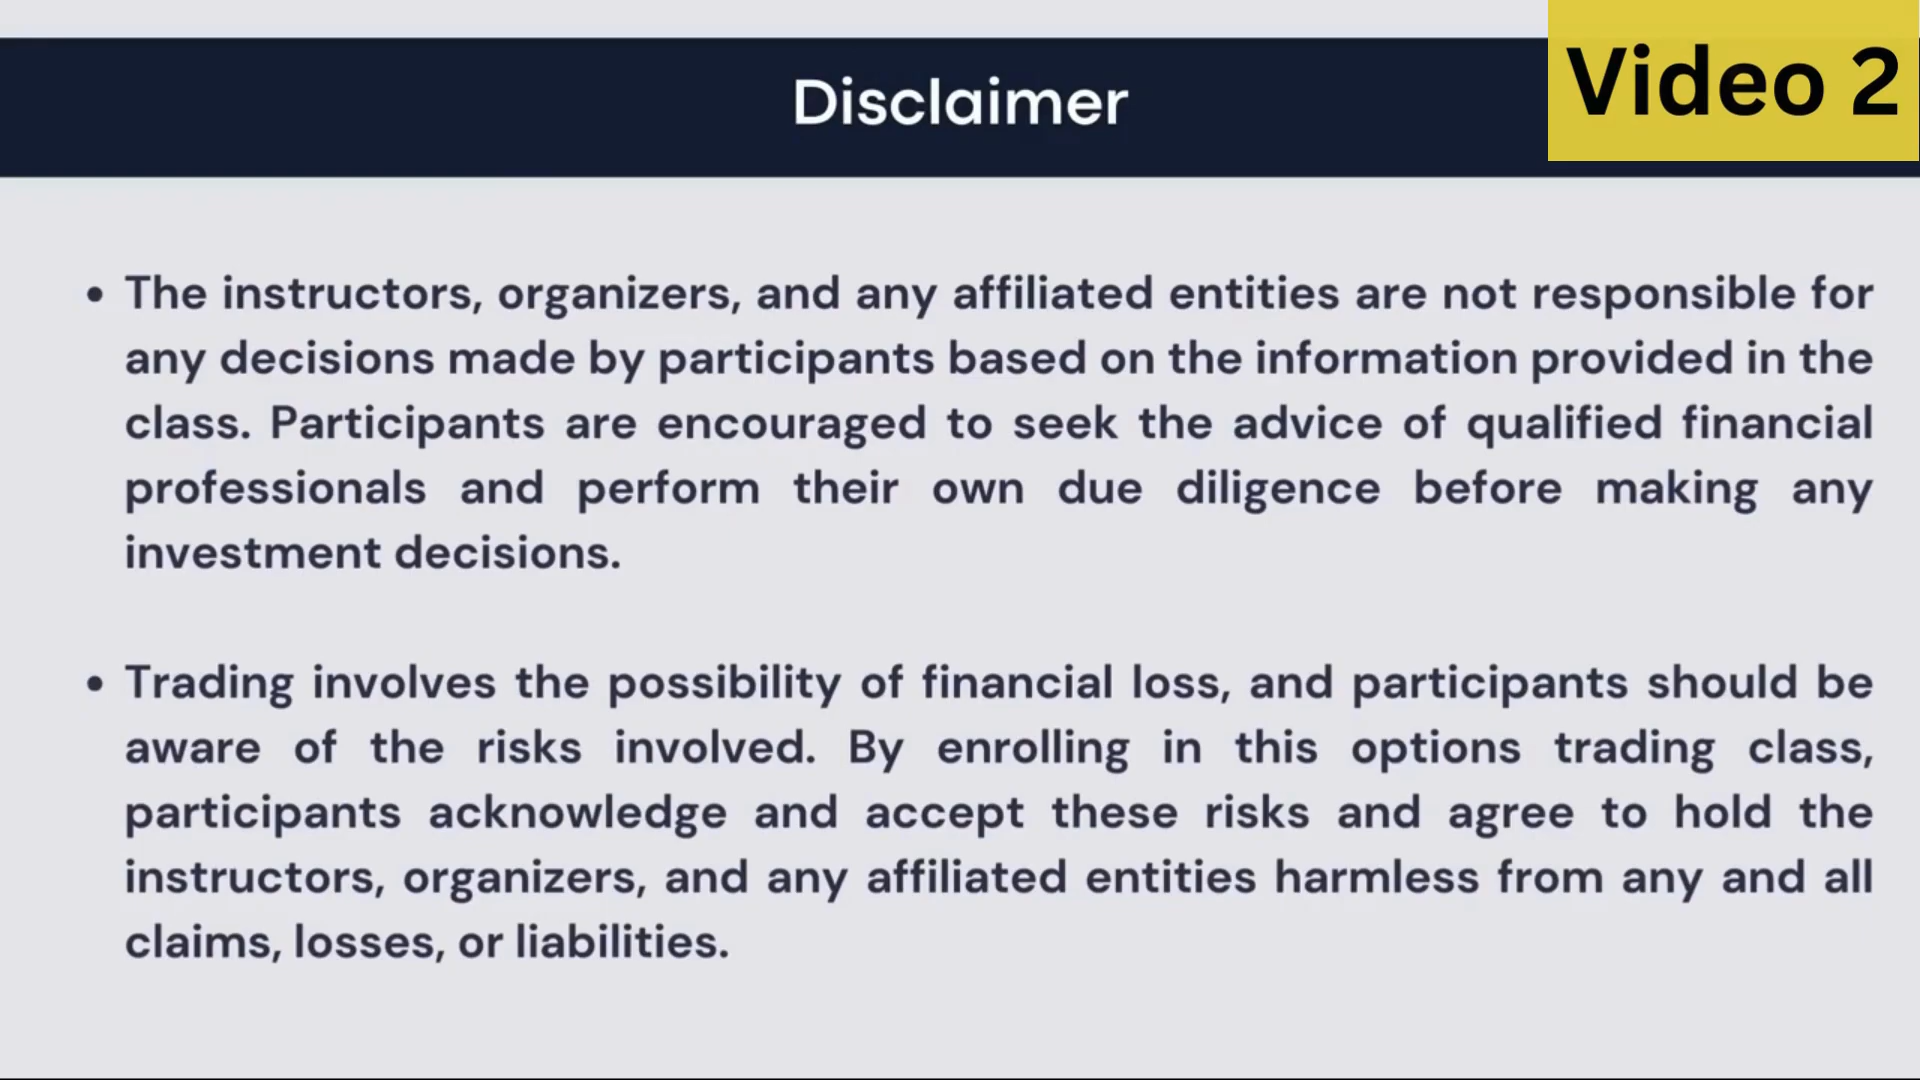 Disclaimer
Video 2
• The instructors, organizers, and any affiliated entities are not responsible for
any decisions made by participants based on the information provided in the
class. Participants are encouraged to seek the advice of qualified financial
professionals and perform their own due diligence before making any
investment decisions.
• Trading involves the possibility of financial loss, and participants should be
aware of the risks involved. By enrolling in this options trading class,
participants acknowledge and accept these risks and agree to hold the
instructors, organizers, and any affiliated entities harmless from any and all
claims, losses, or liabilities.